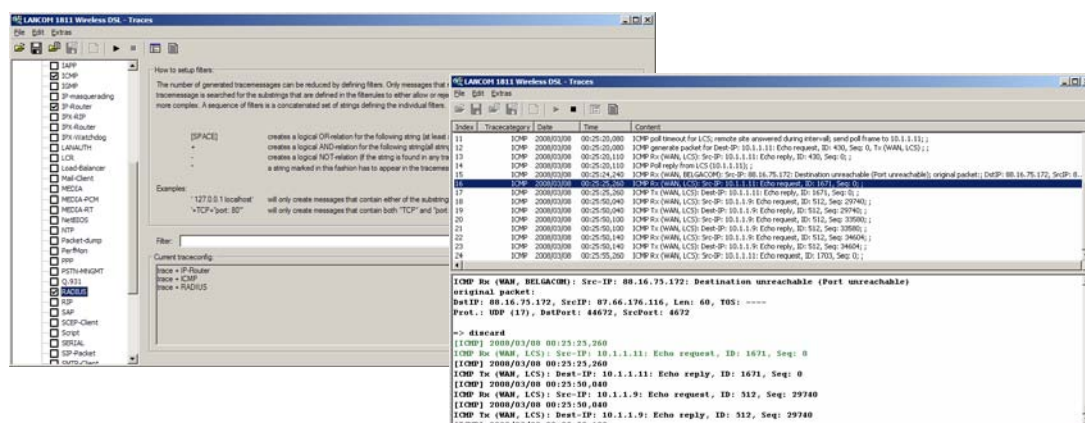 LANCOM 1811 Wireless DSL - Traces
File Edit Extras
IAPP
ICMP
IGMP
IP-masquerading
IP-Router
IPX-RIP
IPX-Router
IPX-Watchdog
LANAUTH
LCR
Load-Balancer
Mail-Client
MEDIA
MEDIA-PCM
MEDIA-RT
NetBIOS
NTP
Packet-dump
PerfMon
PPP
PSTN-MNGMT
Q.931
RADIUS
RIP
SAP
SCEP-Client
Script
SERIAL
SIP-Packet
SMTP-Client
How to setup filters:
The number of generated tracemessages can be reduced by defining filters. Only messages that
tracemessage is searched for the substrings that are defined in the filterrules to either allow or
more complex. A sequence of filters is a concatenated set of strings defining the individual filters.
[SPACE] creates a logical OR-relation for the following string (at least
+ creates a logical AND-relation for the following string(all
- creates a logical NOT-relation (if the string is found in any
a string marked in this fashion has to appear in the
Examples:
' 127.0.0.1 localhost' will only create messages that contain either of the substring
'+TCP+"port: 80"' will only create messages that contain both "TCP" and "port
Filter:
Current traceconfig.
trace + IP-Router
trace + ICMP
trace + RADIUS
LANCOM 1811 Wireless DSL - Traces
File Edit Extras
Index Tracecategory Date Time Content
11 ICMP 2008/03/08 00:25:20,080 ICMP poll timeout for LCS; remote site answered during interval; send poll frame to 10.1.1.11; ;
12 ICMP 2008/03/08 00:25:20,080 ICMP generate packet for Dest-IP: 10.1.1.11: Echo request, ID: 430, Seq: 0, Tx (WAN, LCS) ; ;
13 ICMP 2008/03/08 00:25:20,110 ICMP Rx (WAN, LCS): Src-IP: 10.1.1.11: Echo reply, ID: 430, Seq: 0; ;
14 ICMP 2008/03/08 00:25:20,110 ICMP Poll reply from LCS (10.1.1.11); ;
15 ICMP 2008/03/08 00:25:24,240 ICMP Rx (WAN, BELGACOM): Src-IP: 88.16.75.172: Destination unreachable (Port unreachable); original packet:; DstIP: 88.16.75.172, SrcIP: 8...
16 ICMP 2008/03/08 00:25:25,260 ICMP Rx (WAN, LCS): Src-IP: 10.1.1.11: Echo request, ID: 1671, Seq: 0; ;
17 ICMP 2008/03/08 00:25:25,260 ICMP Tx (WAN, LCS): Dest-IP: 10.1.1.11: Echo reply, ID: 1671, Seq: 0; ;
18 ICMP 2008/03/08 00:25:50,040 ICMP Rx (WAN, LCS): Src-IP: 10.1.1.9: Echo request, ID: 512, Seq: 29740; ;
19 ICMP 2008/03/08 00:25:50,040 ICMP Tx (WAN, LCS): Dest-IP: 10.1.1.9: Echo reply, ID: 512, Seq: 29740; ;
20 ICMP 2008/03/08 00:25:50,100 ICMP Rx (WAN, LCS): Src-IP: 10.1.1.9: Echo request, ID: 512, Seq: 33580; ;
21 ICMP 2008/03/08 00:25:50,100 ICMP Tx (WAN, LCS): Dest-IP: 10.1.1.9: Echo reply, ID: 512, Seq: 33580; ;
22 ICMP 2008/03/08 00:25:50,140 ICMP Rx (WAN, LCS): Src-IP: 10.1.1.9: Echo request, ID: 512, Seq: 34604; ;
23 ICMP 2008/03/08 00:25:50,140 ICMP Tx (WAN, LCS): Dest-IP: 10.1.1.9: Echo reply, ID: 512, Seq: 34604; ;
24 ICMP 2008/03/08 00:25:55,260 ICMP Rx (WAN, LCS): Src-IP: 10.1.1.11: Echo request, ID: 1703, Seq: 0; ;
ICMP Rx (WAN, BELGACOM): Src-IP: 88.16.75.172: Destination unreachable (Port unreachable)
original packet:
DstIP: 88.16.75.172, SrcIP: 87.66.176.116, Len: 60, TOS: ----
Prot.: UDP (17), DstPort: 44672, SrcPort: 4672
=> discard
[ICMP] 2008/03/08 00:25:25,260
ICMP Rx (WAN, LCS): Src-IP: 10.1.1.11: Echo request, ID: 1671, Seq: 0
[ICMP] 2008/03/08 00:25:25,260
ICMP Tx (WAN, LCS): Dest-IP: 10.1.1.11: Echo reply, ID: 1671, Seq: 0
[ICMP] 2008/03/08 00:25:50,040
ICMP Rx (WAN, LCS): Src-IP: 10.1.1.9: Echo request, ID: 512, Seq: 29740
[ICMP] 2008/03/08 00:25:50,040
ICMP Tx (WAN, LCS): Dest-IP: 10.1.1.9: Echo reply, ID: 512, Seq: 29740